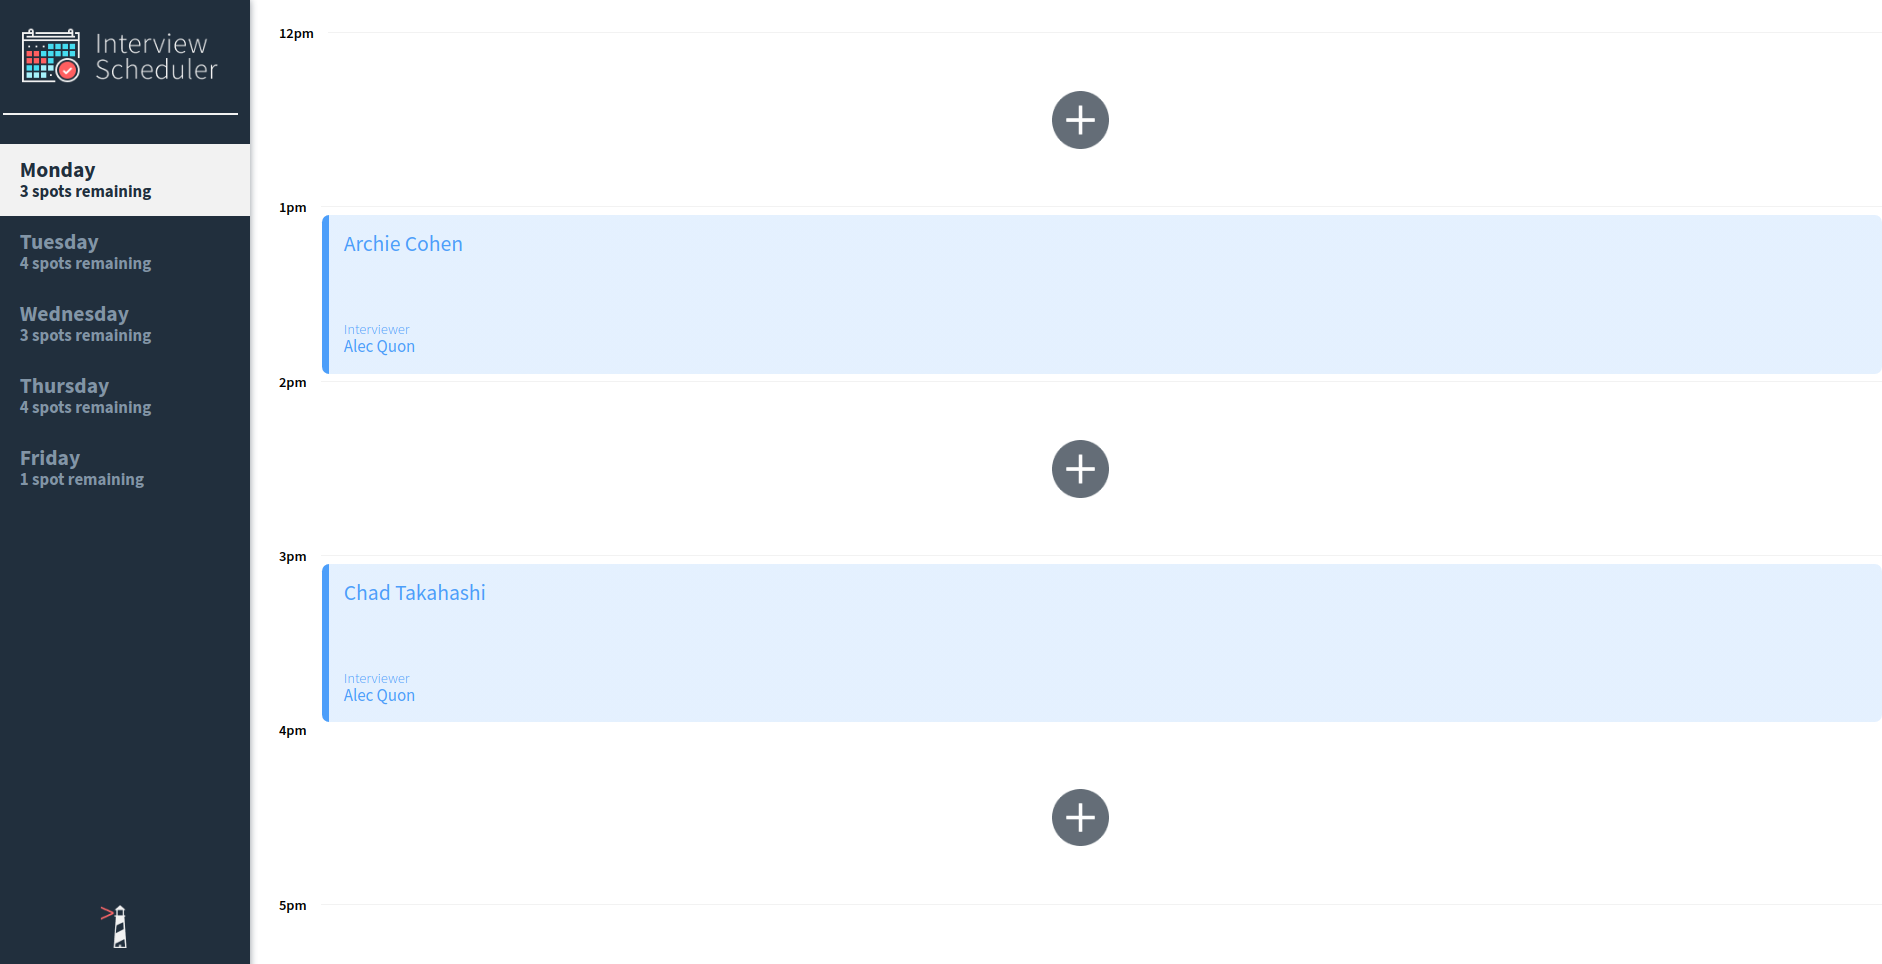 Interview
Scheduler
Monday
3 spots remaining
Tuesday
4 spots remaining
Wednesday
3 spots remaining
Thursday
4 spots remaining
Friday
1 spot remaining
>
12pm
1pm
Archie Cohen
Interviewer
Alec Quon
2pm
3pm
Chad Takahashi
Interviewer
Alec Quon
4pm
5pm